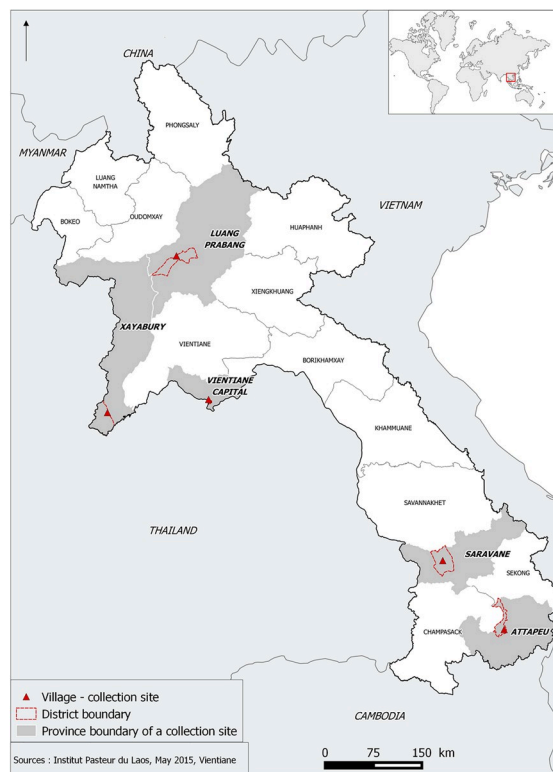 CHINA
PHONGSALY
MYANMAR
LUANG
NAMTHA
BOKEO
OUDOMXAY
VIETNAM
LUANG
PRABANG
HUAPHANH
XIENGKHUANG
XAYABURY
VIENTIANE
BORIKHAMXAY
VIENTIANE
CAPITAL
KHAMMUANE
SAVANNAKHET
THAILAND
SARAVANE
SEKONG
CHAMPASACK
ATTAPEU
CAMBODIA
Village - collection site
District boundary
Province boundary of a collection site
Sources : Institut Pasteur du Laos, May 2015, Vientiane
0 75 150 km